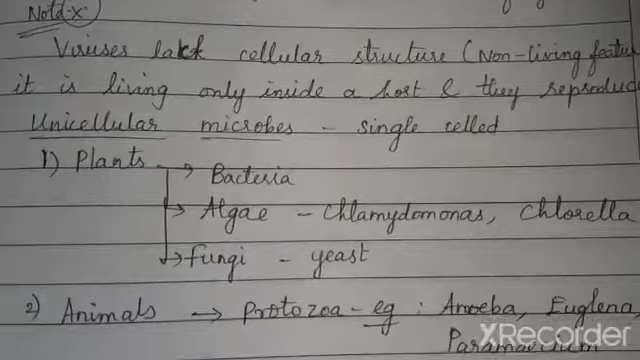 Note :-
Viruses lack cellular structure (Non-living featu
it is living only inside a host & they reproduc
Unicellular microbes - single celled
1) Plants → Bacteria
→ Algae - Chlamydomonas, Chlorella
→ fungi - yeast
2) Animals → Protozoa - eg : Amoeba, Euglena,
Paramaecium
XRecorder